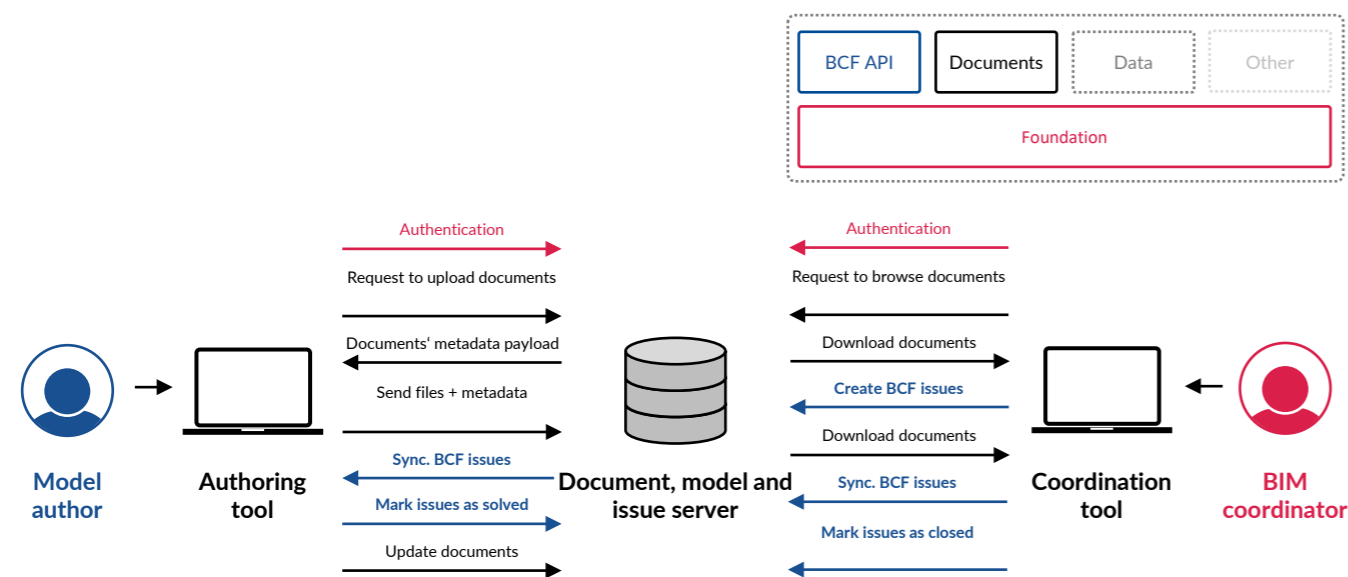 BCF API
Documents
Data
Other
Foundation
Authentication
Request to upload documents
Documents‘ metadata payload
Send files + metadata
Sync. BCF issues
Mark issues as solved
Update documents
Authentication
Request to browse documents
Download documents
Create BCF issues
Download documents
Sync. BCF issues
Mark issues as closed
Model
author
Authoring
tool
Document, model and
issue server
Coordination
tool
BIM
coordinator